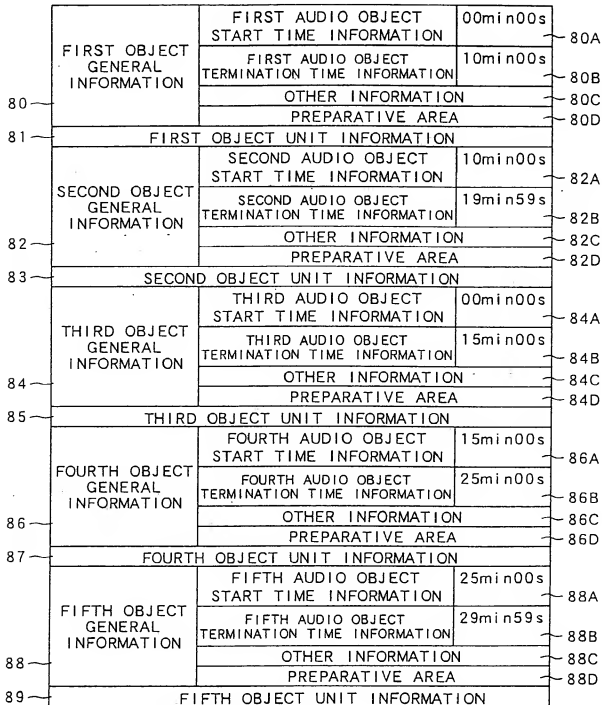 FIRST OBJECT
GENERAL
INFORMATION
80
FIRST AUDIO OBJECT
START TIME INFORMATION
00min00s
80A
FIRST AUDIO OBJECT
TERMINATION TIME INFORMATION
10min00s
80B
OTHER INFORMATION
80C
PREPARATIVE AREA
80D
81
FIRST OBJECT UNIT INFORMATION
SECOND OBJECT
GENERAL
INFORMATION
82
SECOND AUDIO OBJECT
START TIME INFORMATION
10min00s
82A
SECOND AUDIO OBJECT
TERMINATION TIME INFORMATION
19min59s
82B
OTHER INFORMATION
82C
PREPARATIVE AREA
82D
83
SECOND OBJECT UNIT INFORMATION
THIRD OBJECT
GENERAL
INFORMATION
84
THIRD AUDIO OBJECT
START TIME INFORMATION
00min00s
84A
THIRD AUDIO OBJECT
TERMINATION TIME INFORMATION
15min00s
84B
OTHER INFORMATION
84C
PREPARATIVE AREA
84D
85
THIRD OBJECT UNIT INFORMATION
FOURTH OBJECT
GENERAL
INFORMATION
86
FOURTH AUDIO OBJECT
START TIME INFORMATION
15min00s
86A
FOURTH AUDIO OBJECT
TERMINATION TIME INFORMATION
25min00s
86B
OTHER INFORMATION
86C
PREPARATIVE AREA
86D
87
FOURTH OBJECT UNIT INFORMATION
FIFTH OBJECT
GENERAL
INFORMATION
88
FIFTH AUDIO OBJECT
START TIME INFORMATION
25min00s
88A
FIFTH AUDIO OBJECT
TERMINATION TIME INFORMATION
29min59s
88B
OTHER INFORMATION
88C
PREPARATIVE AREA
88D
89
FIFTH OBJECT UNIT INFORMATION